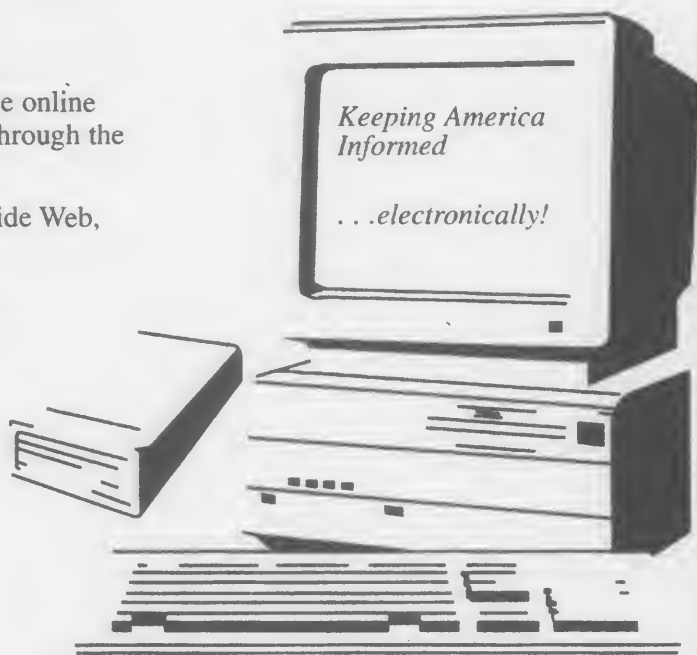 e online
hrough the
ide Web,
Keeping America
Informed
. . .electronically!